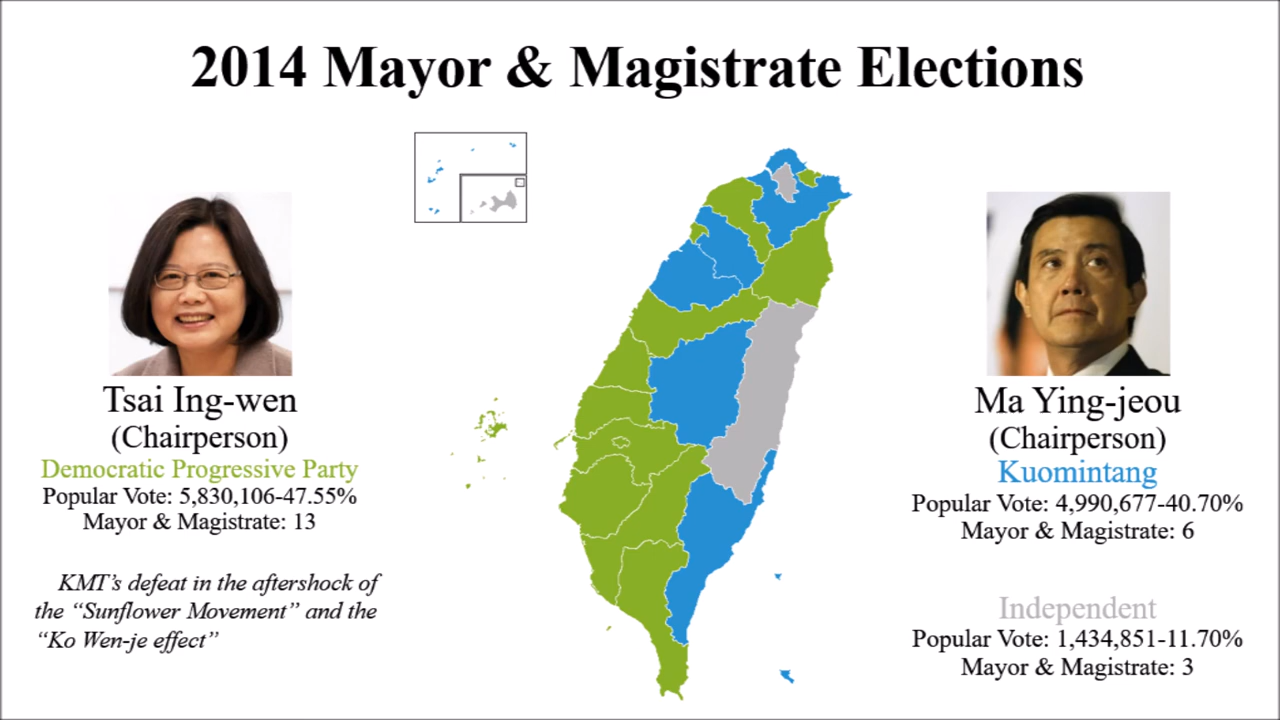 2014 Mayor & Magistrate Elections
Tsai Ing-wen
(Chairperson)
Democratic Progressive Party
Popular Vote: 5,830,106-47.55%
Mayor & Magistrate: 13
KMT's defeat in the aftershock of
the “Sunflower Movement” and the
“Ko Wen-je effect”
Ma Ying-jeou
(Chairperson)
Kuomintang
Popular Vote: 4,990,677-40.70%
Mayor & Magistrate: 6
Independent
Popular Vote: 1,434,851-11.70%
Mayor & Magistrate: 3